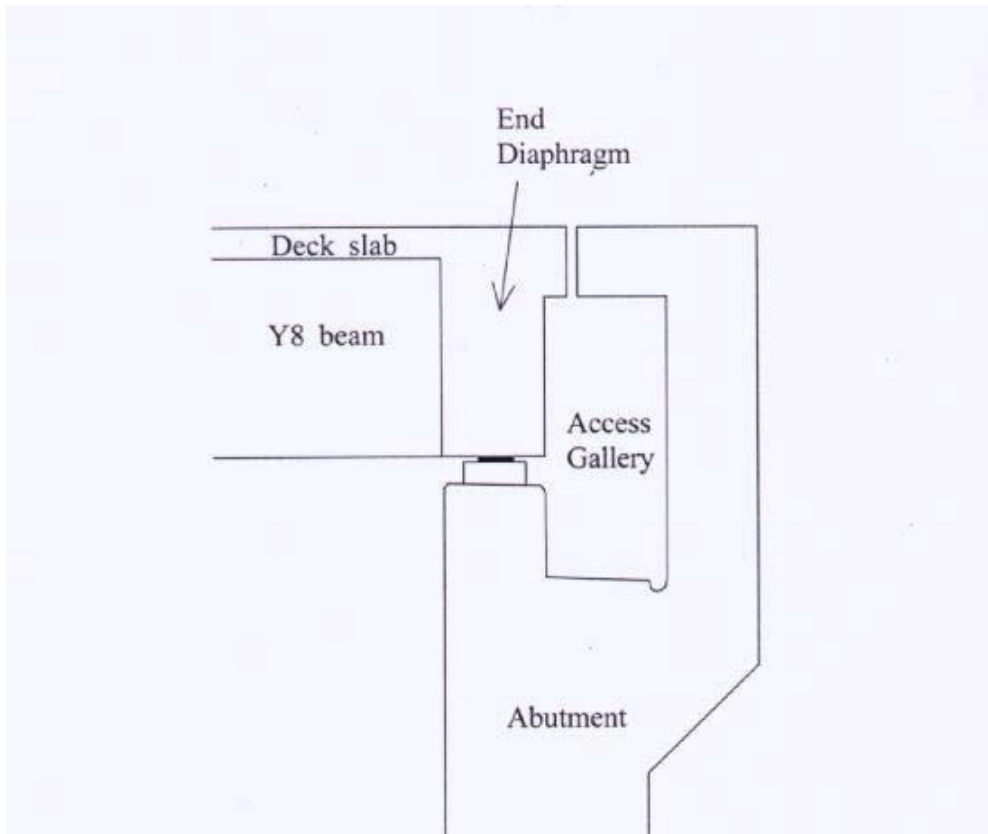 End
Diaphragm
Deck slab
Y8 beam
Access
Gallery
Abutment